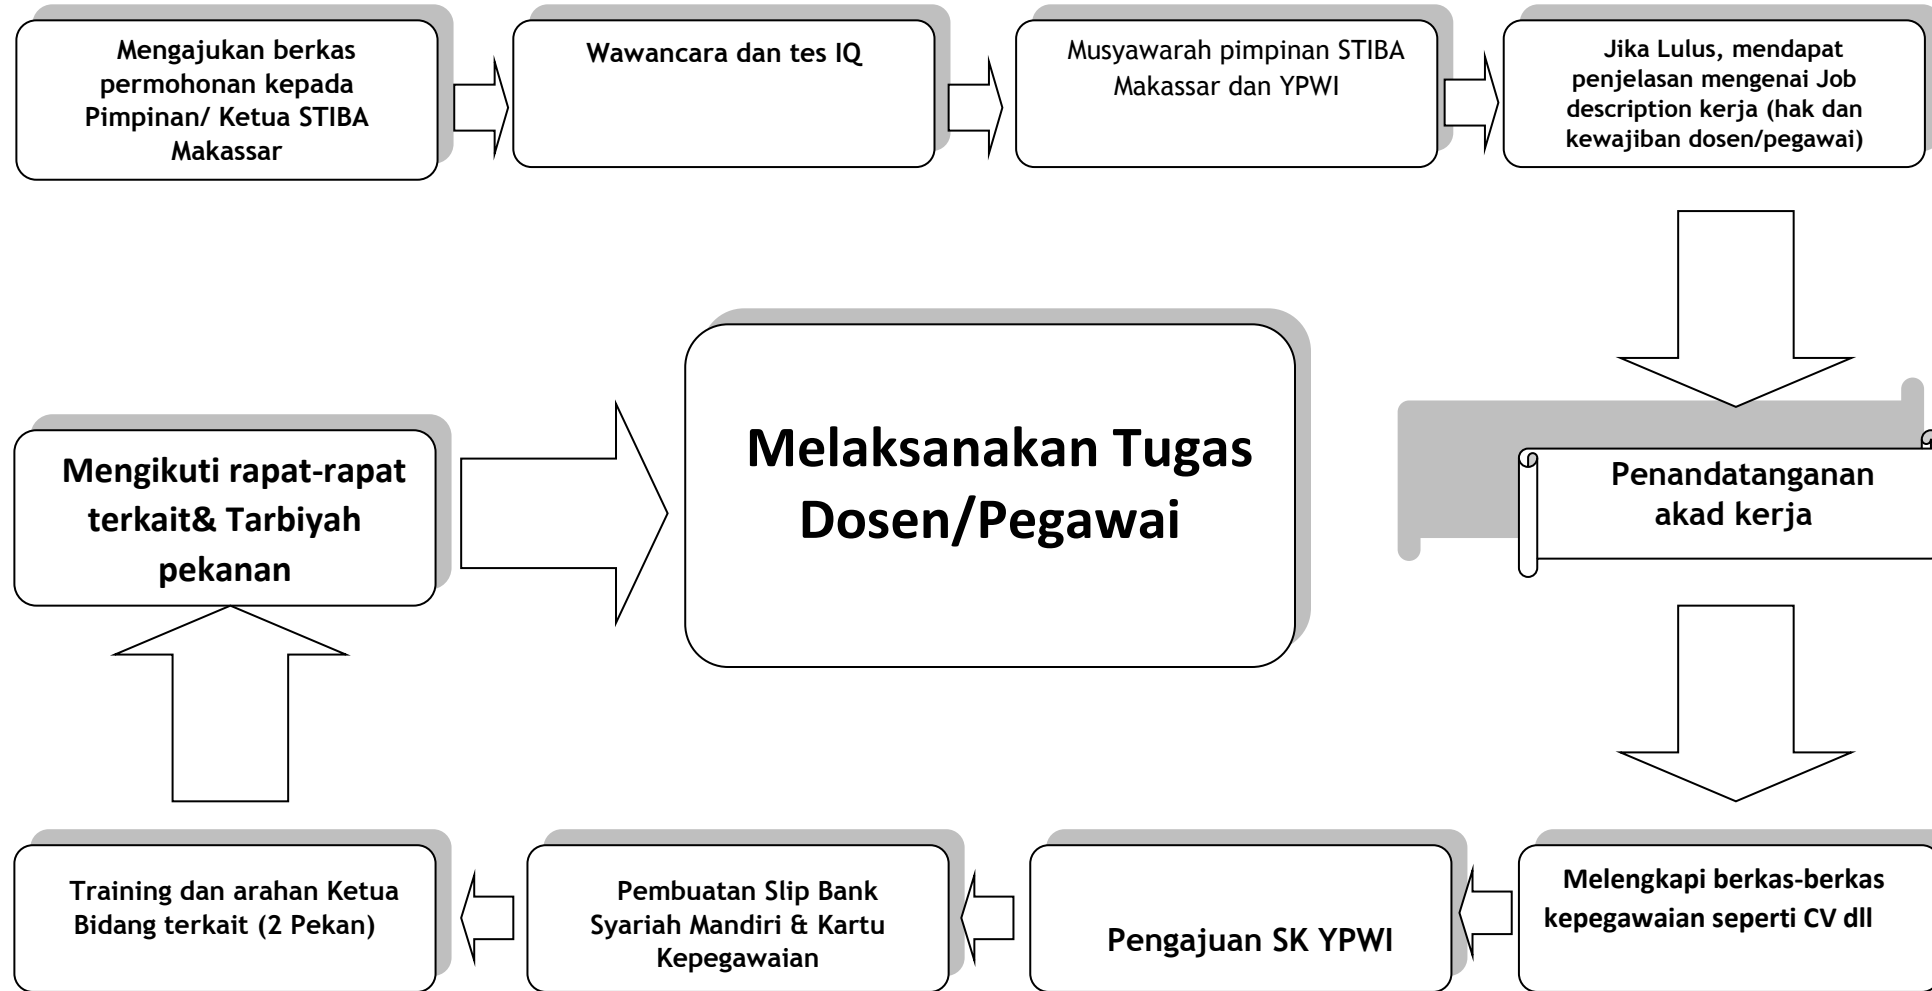 Mengajukan berkas
permohonan kepada
Pimpinan/ Ketua STIBA
Makassar
Wawancara dan tes IQ
Musyawarah pimpinan STIBA
Makassar dan YPWI
Jika Lulus, mendapat
penjelasan mengenai Job
description kerja (hak dan
kewajiban dosen/pegawai)
Penandatanganan
akad kerja
Melengkapi berkas-berkas
kepegawaian seperti CV dll
Pengajuan SK YPWI
Pembuatan Slip Bank
Syariah Mandiri & Kartu
Kepegawaian
Training dan arahan Ketua
Bidang terkait (2 Pekan)
Mengikuti rapat-rapat
terkait& Tarbiyah
pekanan
Melaksanakan Tugas
Dosen/Pegawai